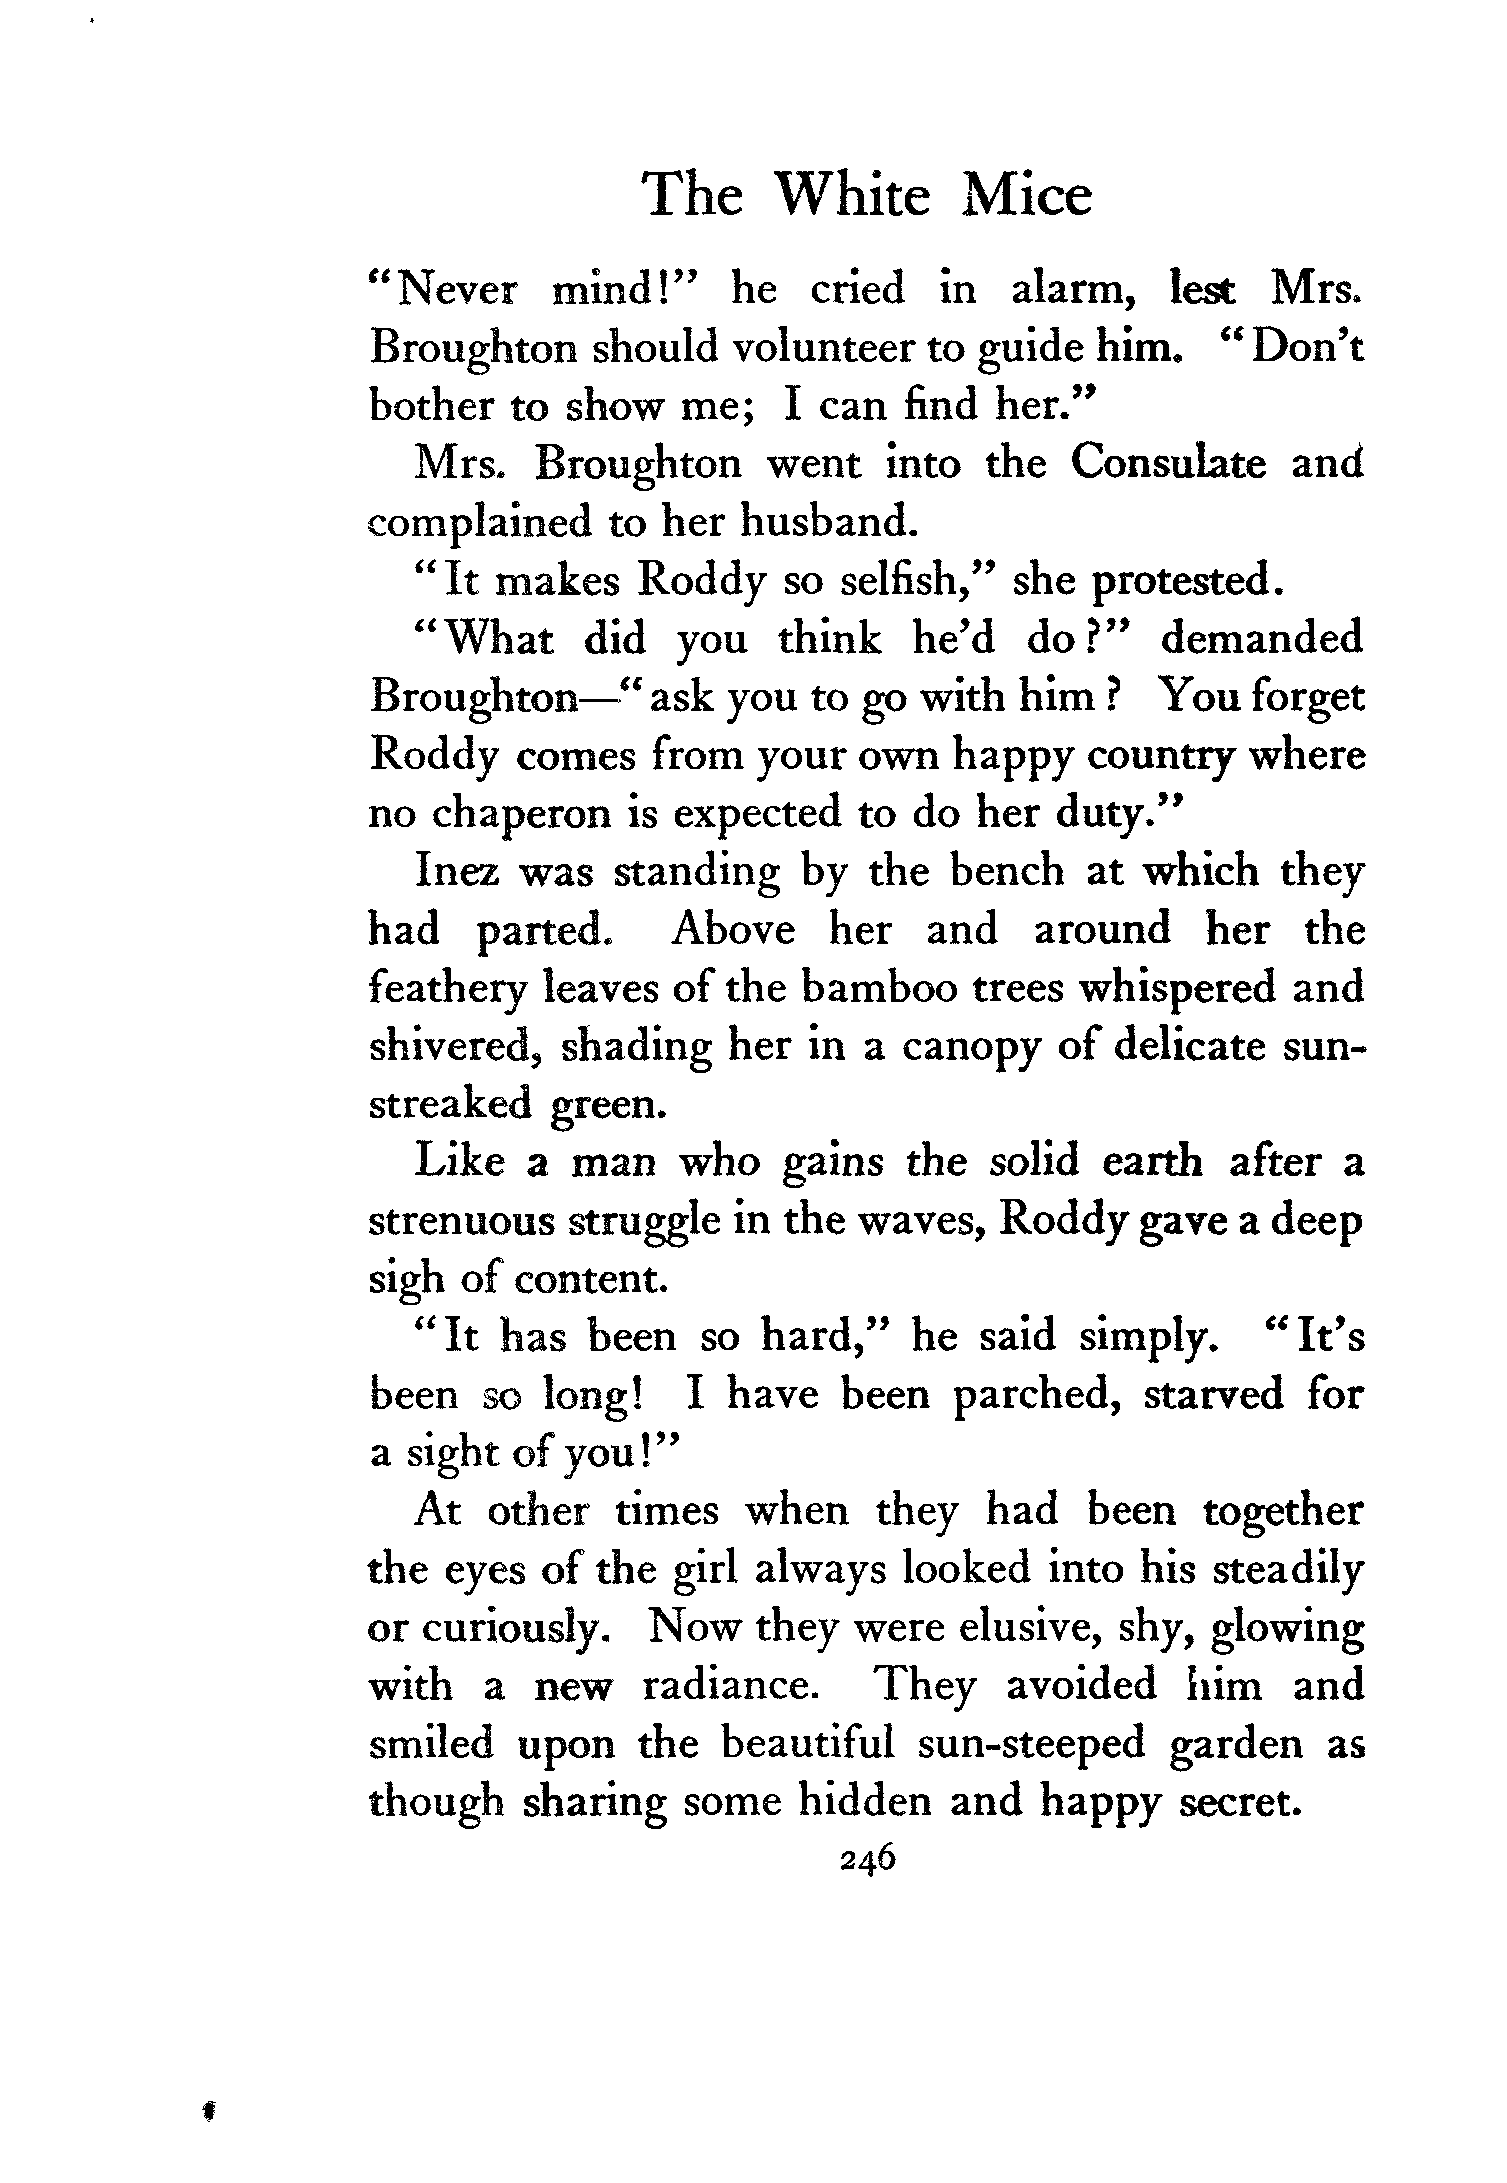 The White Mice
"Never mind!" he cried in alarm, lest Mrs.
Broughton should volunteer to guide him. "Don't
bother to show me; I can find her."
Mrs. Broughton went into the Consulate and
complained to her husband.
"It makes Roddy so selfish," she protested.
"What did you think he'd do?" demanded
Broughton—"ask you to go with him? You forget
Roddy comes from your own happy country where
no chaperon is expected to do her duty."
Inez was standing by the bench at which they
had parted. Above her and around her the
feathery leaves of the bamboo trees whispered and
shivered, shading her in a canopy of delicate sun-
streaked green.
Like a man who gains the solid earth after a
strenuous struggle in the waves, Roddy gave a deep
sigh of content.
"It has been so hard," he said simply. "It's
been so long! I have been parched, starved for
a sight of you!"
At other times when they had been together
the eyes of the girl always looked into his steadily
or curiously. Now they were elusive, shy, glowing
with a new radiance. They avoided him and
smiled upon the beautiful sun-steeped garden as
though sharing some hidden and happy secret.
246